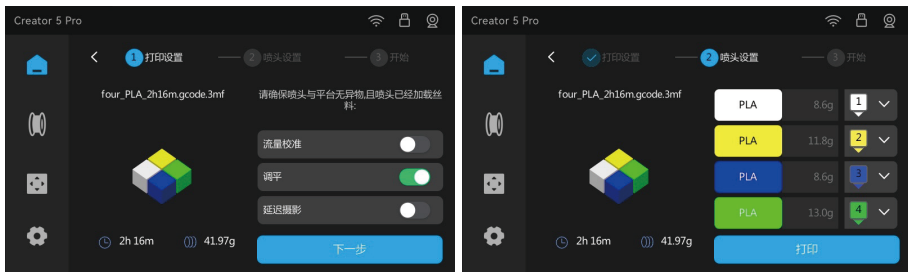 Creator 5 Pro
1 打印设置 2 喷头设置 3 开始
four_PLA_2h16m.gcode.3mf
请确保喷头与平台无异物,且喷头已经加载丝
料:
流量校准
调平
延迟摄影
2h 16m 41.97g
下一步
Creator 5 Pro
打印设置 2 喷头设置 3 开始
four_PLA_2h16m.gcode.3mf
PLA 8.6g 1
PLA 11.8g 2
PLA 8.6g 3
PLA 13.0g 4
2h 16m 41.97g
打印